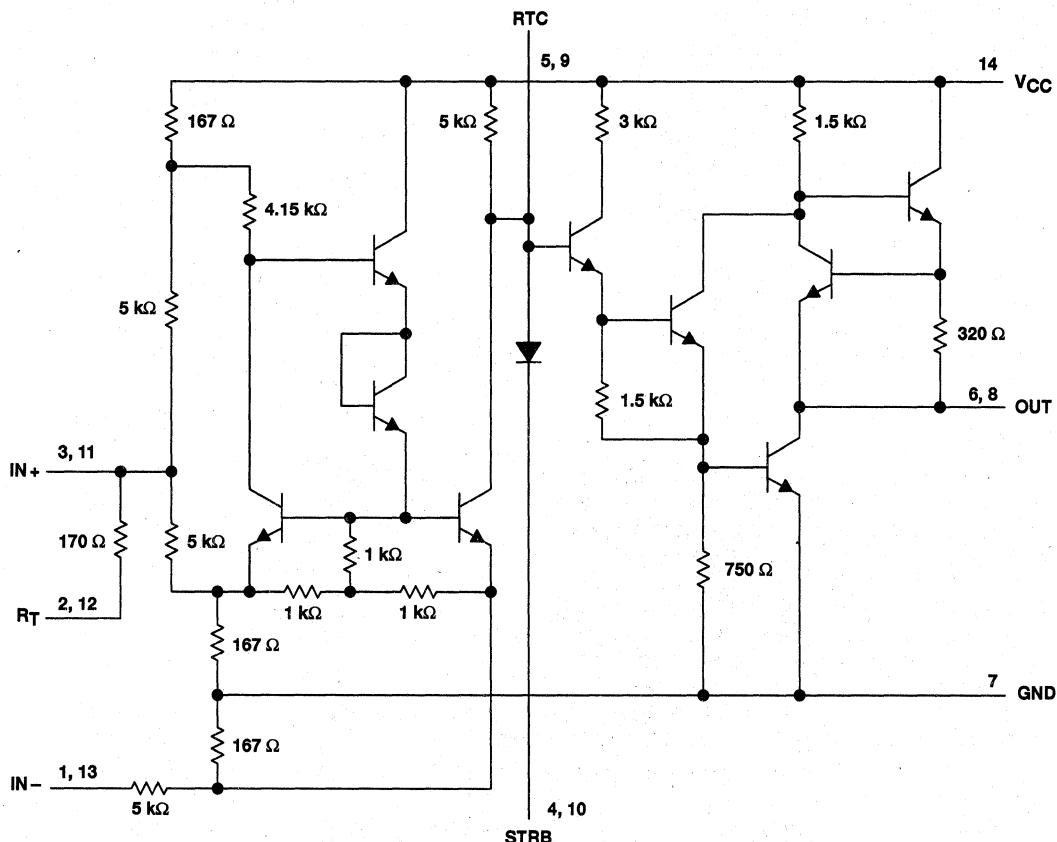 RTC
5, 9
14
VCC
167 Ω
5 kΩ
3 kΩ
1.5 kΩ
4.15 kΩ
5 kΩ
320 Ω
1.5 kΩ
6, 8
OUT
3, 11
IN+
170 Ω
5 kΩ
1 kΩ
750 Ω
2, 12
RT
1 kΩ
1 kΩ
167 Ω
7
GND
167 Ω
1, 13
IN−
5 kΩ
4, 10
STRB